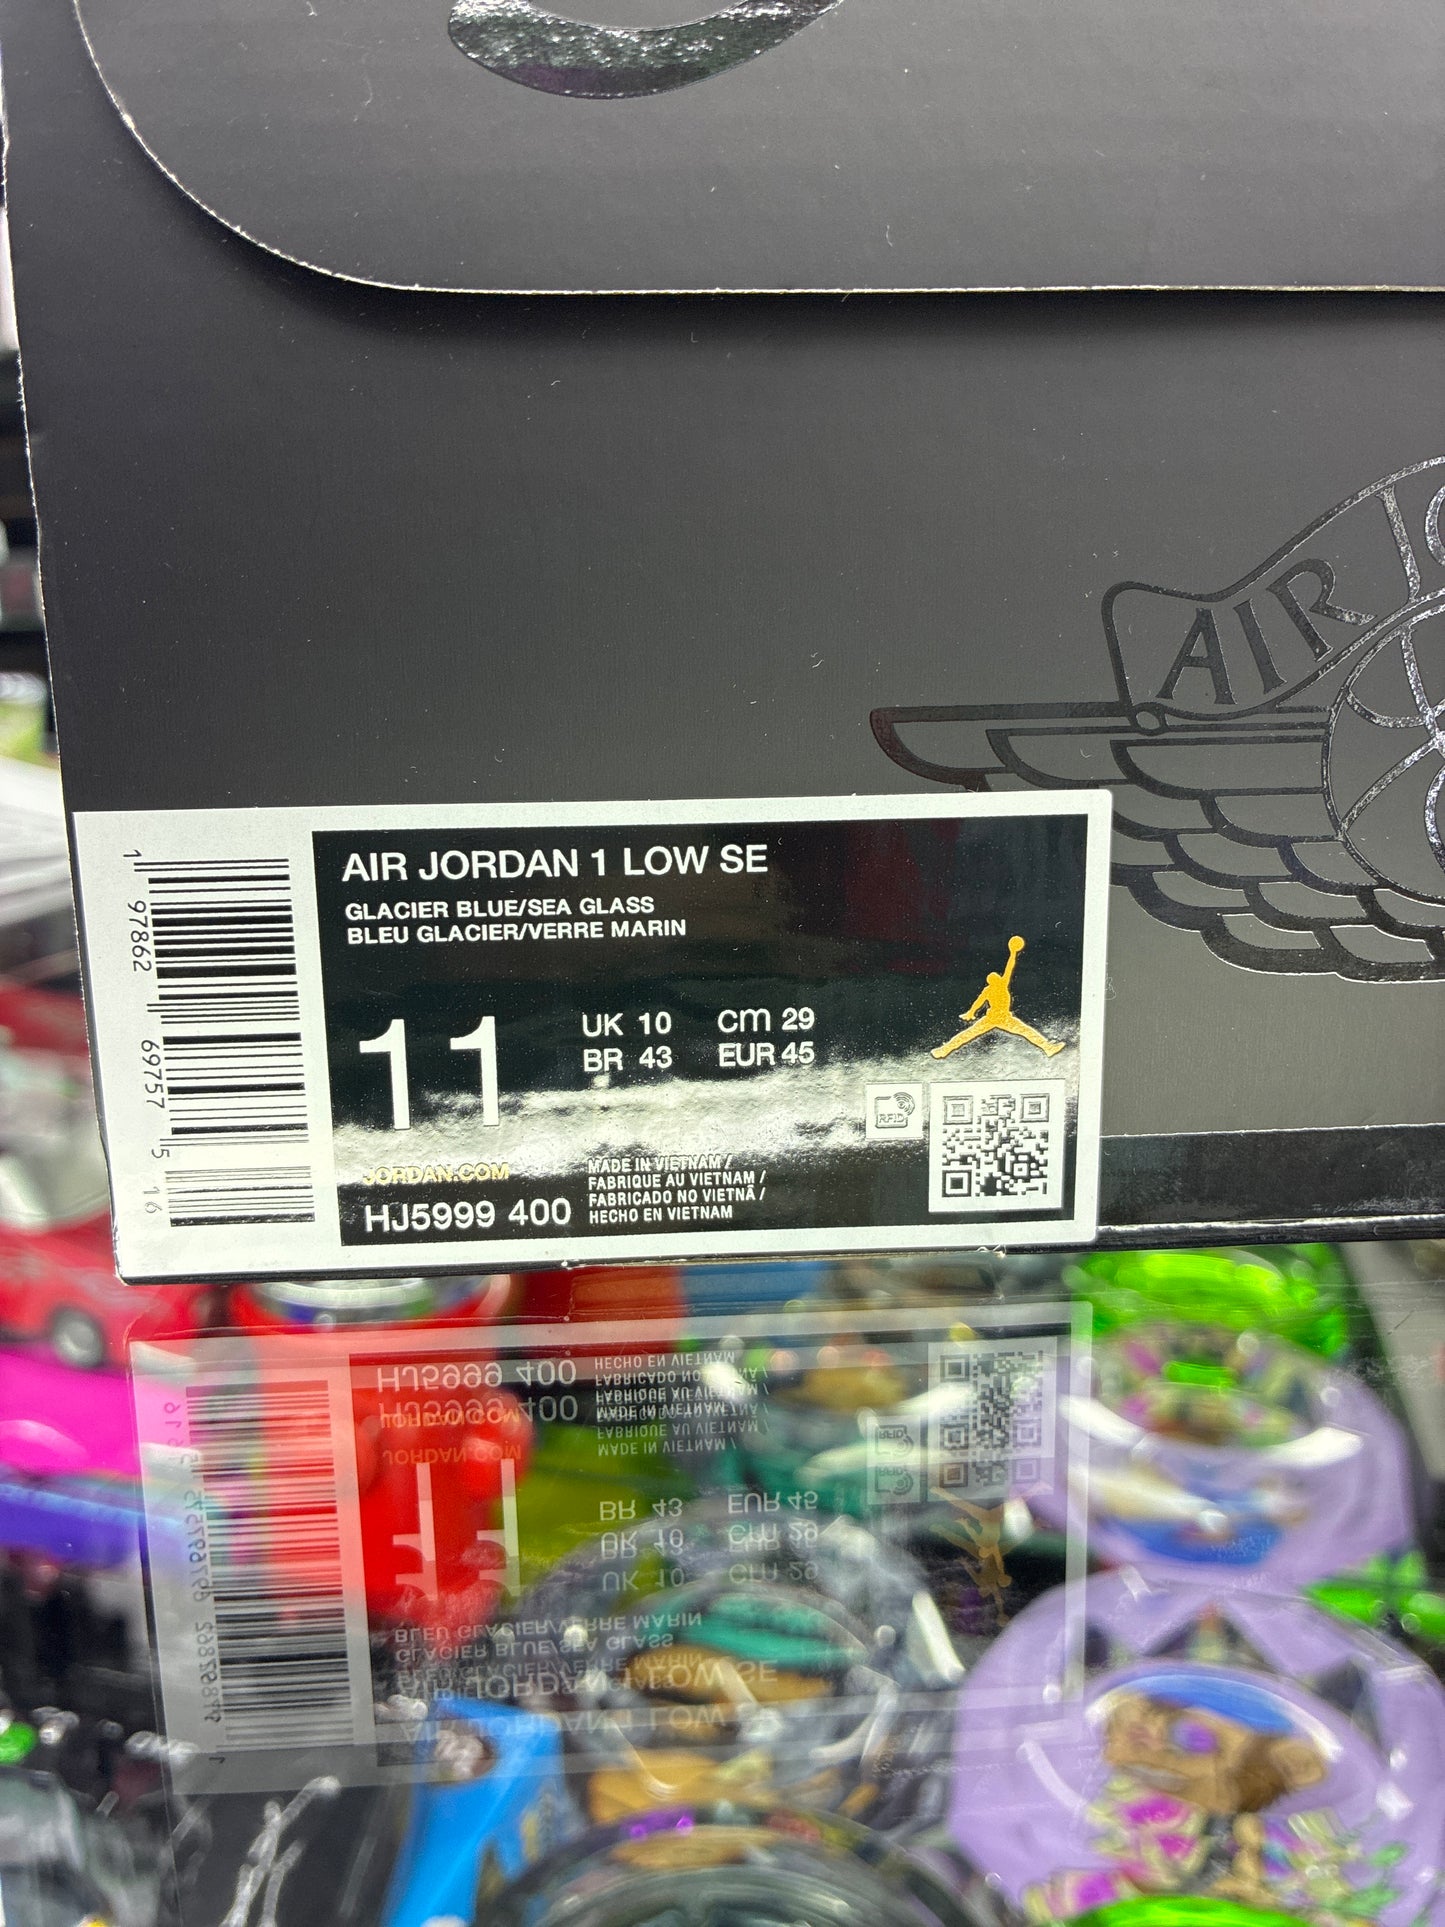 AIR JO
AIR JORDAN 1 LOW SE
GLACIER BLUE/SEA GLASS
BLEU GLACIER/VERRE MARIN
11
UK 10 CM 29
BR 43 EUR 45
RFID
JORDAN.COM
HJ5999 400
MADE IN VIETNAM /
FABRIQUE AU VIETNAM /
FABRICADO NO VIETNÃ /
HECHO EN VIETNAM
1 97862 69757 5 16